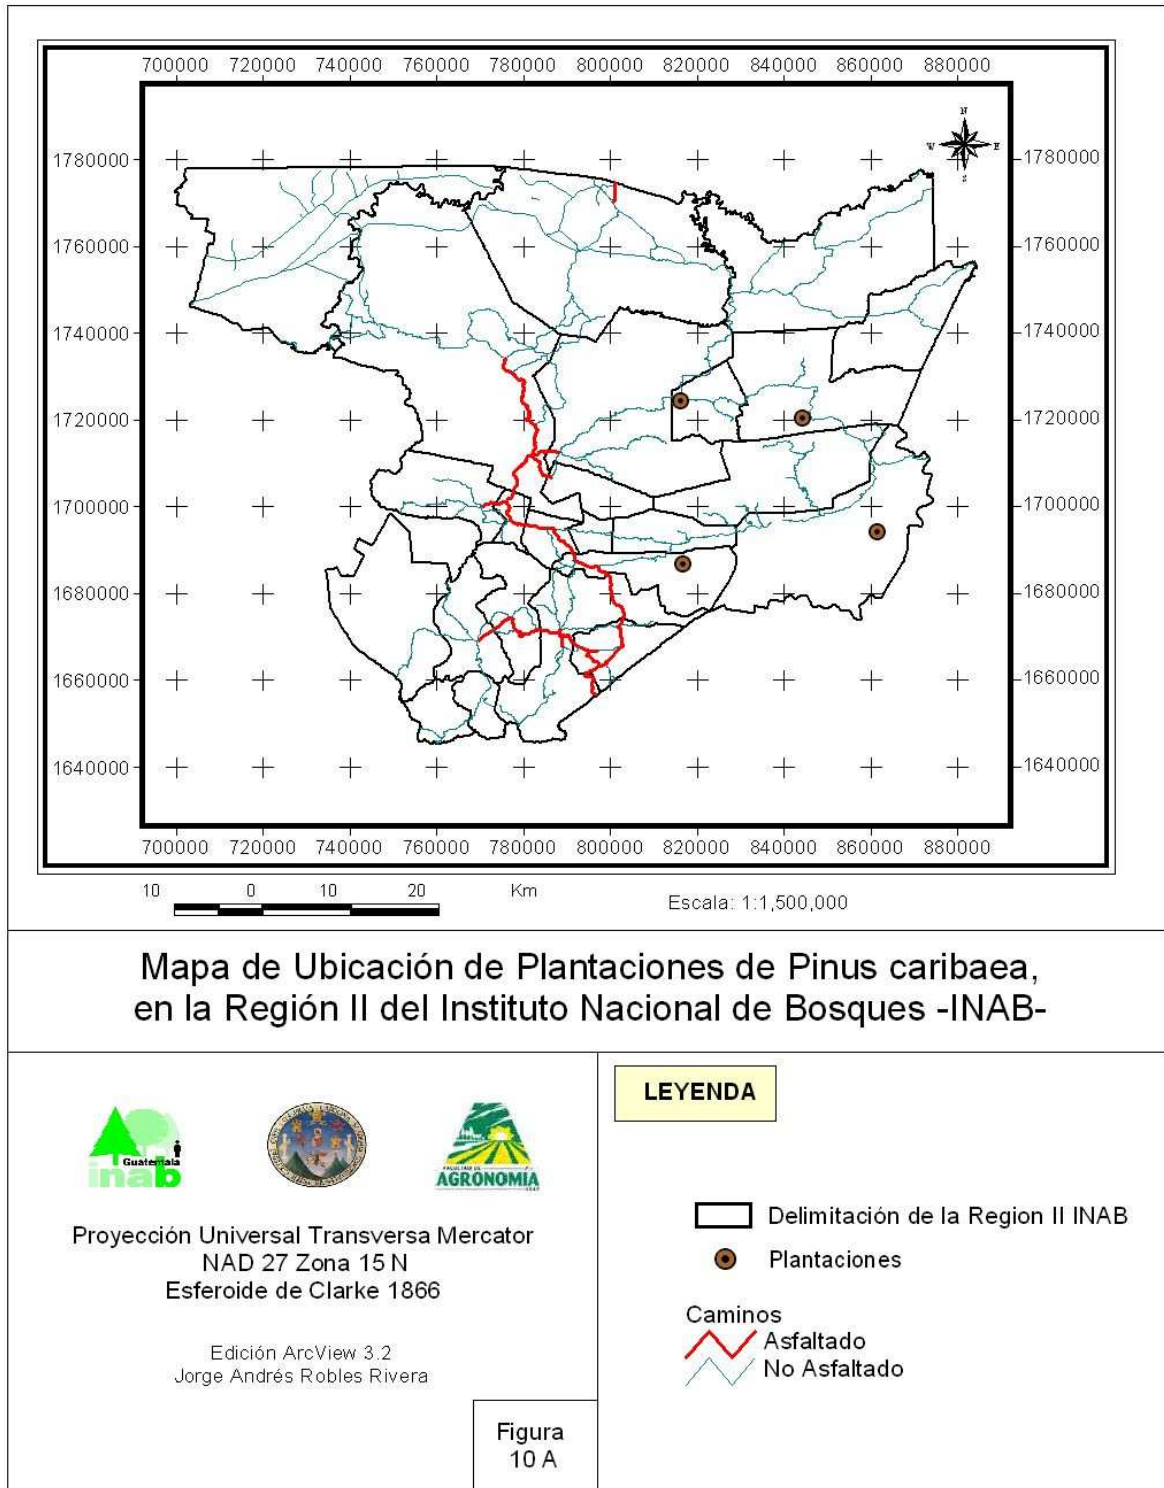 700000 720000 740000 760000 780000 800000 820000 840000 860000 880000
N
W E
S
1780000 1780000
1760000 1760000
1740000 1740000
1720000 1720000
1700000 1700000
1680000 1680000
1660000 1660000
1640000 1640000
700000 720000 740000 760000 780000 800000 820000 840000 860000 880000
10 0 10 20 Km
Escala: 1:1,500,000
Mapa de Ubicación de Plantaciones de Pinus caribaea,
en la Región II del Instituto Nacional de Bosques -INAB-
Guatemala
inab
FACULTAD DE
AGRONOMIA
Proyección Universal Transversa Mercator
NAD 27 Zona 15 N
Esferoide de Clarke 1866
Edición ArcView 3.2
Jorge Andrés Robles Rivera
Figura
10 A
LEYENDA
Delimitación de la Region II INAB
Plantaciones
Caminos
Asfaltado
No Asfaltado